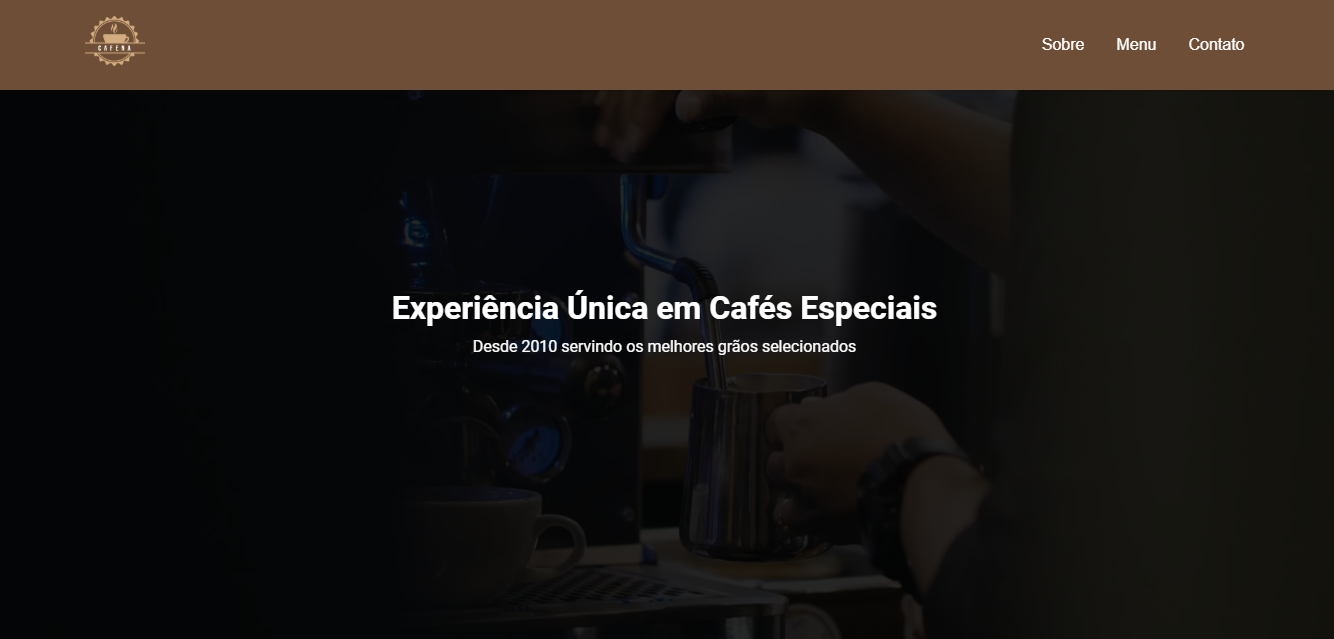 CAFENA
Sobre Menu Contato
Experiência Única em Cafés Especiais
Desde 2010 servindo os melhores grãos selecionados